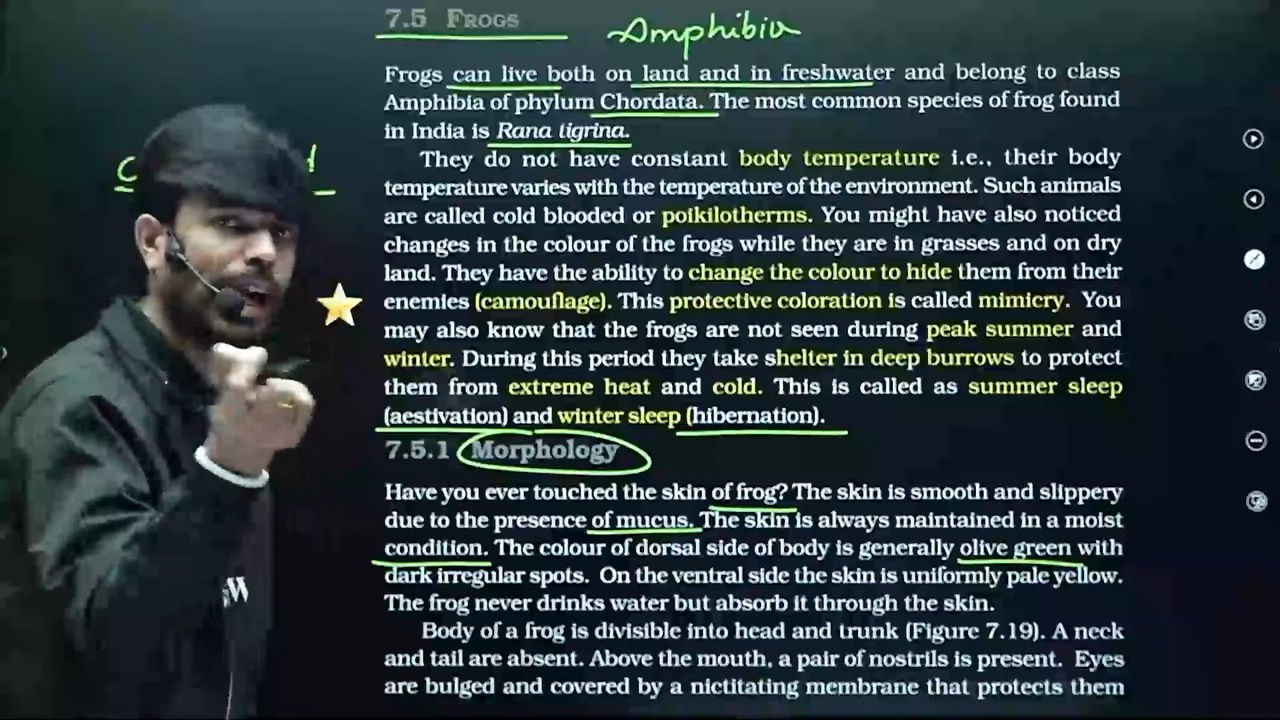 7.5 FROGS
Amphibia
Frogs can live both on land and in freshwater and belong to class
Amphibia of phylum Chordata. The most common species of frog found
in India is Rana tigrina.
They do not have constant body temperature i.e., their body
temperature varies with the temperature of the environment. Such animals
are called cold blooded or poikilotherms. You might have also noticed
changes in the colour of the frogs while they are in grasses and on dry
land. They have the ability to change the colour to hide them from their
enemies (camouflage). This protective coloration is called mimicry. You
may also know that the frogs are not seen during peak summer and
winter. During this period they take shelter in deep burrows to protect
them from extreme heat and cold. This is called as summer sleep
(aestivation) and winter sleep (hibernation).
7.5.1 Morphology
Have you ever touched the skin of frog? The skin is smooth and slippery
due to the presence of mucus. The skin is always maintained in a moist
condition. The colour of dorsal side of body is generally olive green with
dark irregular spots. On the ventral side the skin is uniformly pale yellow.
The frog never drinks water but absorb it through the skin.
Body of a frog is divisible into head and trunk (Figure 7.19). A neck
and tail are absent. Above the mouth, a pair of nostrils is present. Eyes
are bulged and covered by a nictitating membrane that protects them